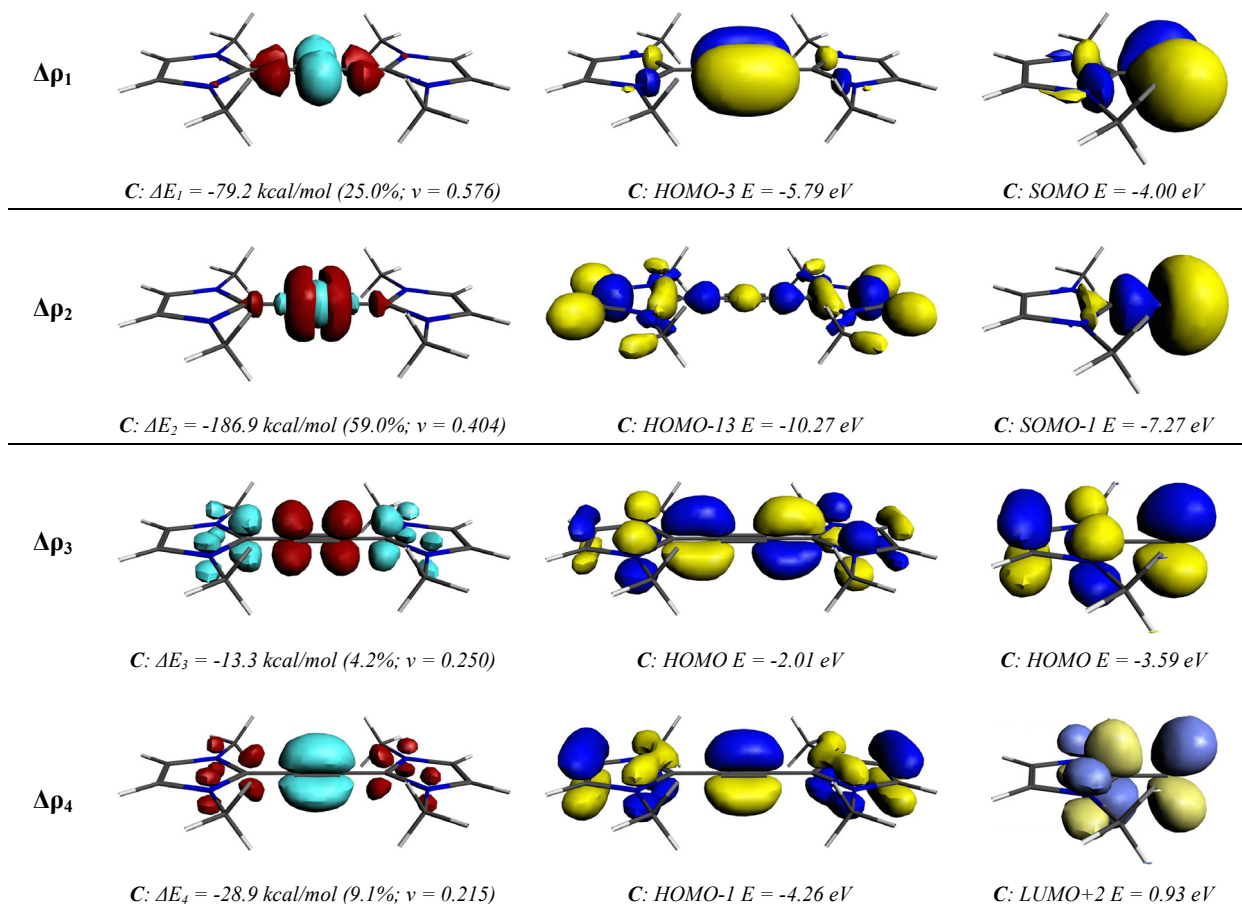 Δρ₁
C: ΔE₁ = -79.2 kcal/mol (25.0%; ν = 0.576) C: HOMO-3 E = -5.79 eV C: SOMO E = -4.00 eV
Δρ₂
C: ΔE₂ = -186.9 kcal/mol (59.0%; ν = 0.404) C: HOMO-13 E = -10.27 eV C: SOMO-1 E = -7.27 eV
Δρ₃
C: ΔE₃ = -13.3 kcal/mol (4.2%; ν = 0.250) C: HOMO E = -2.01 eV C: HOMO E = -3.59 eV
Δρ₄
C: ΔE₄ = -28.9 kcal/mol (9.1%; ν = 0.215) C: HOMO-1 E = -4.26 eV C: LUMO+2 E = 0.93 eV